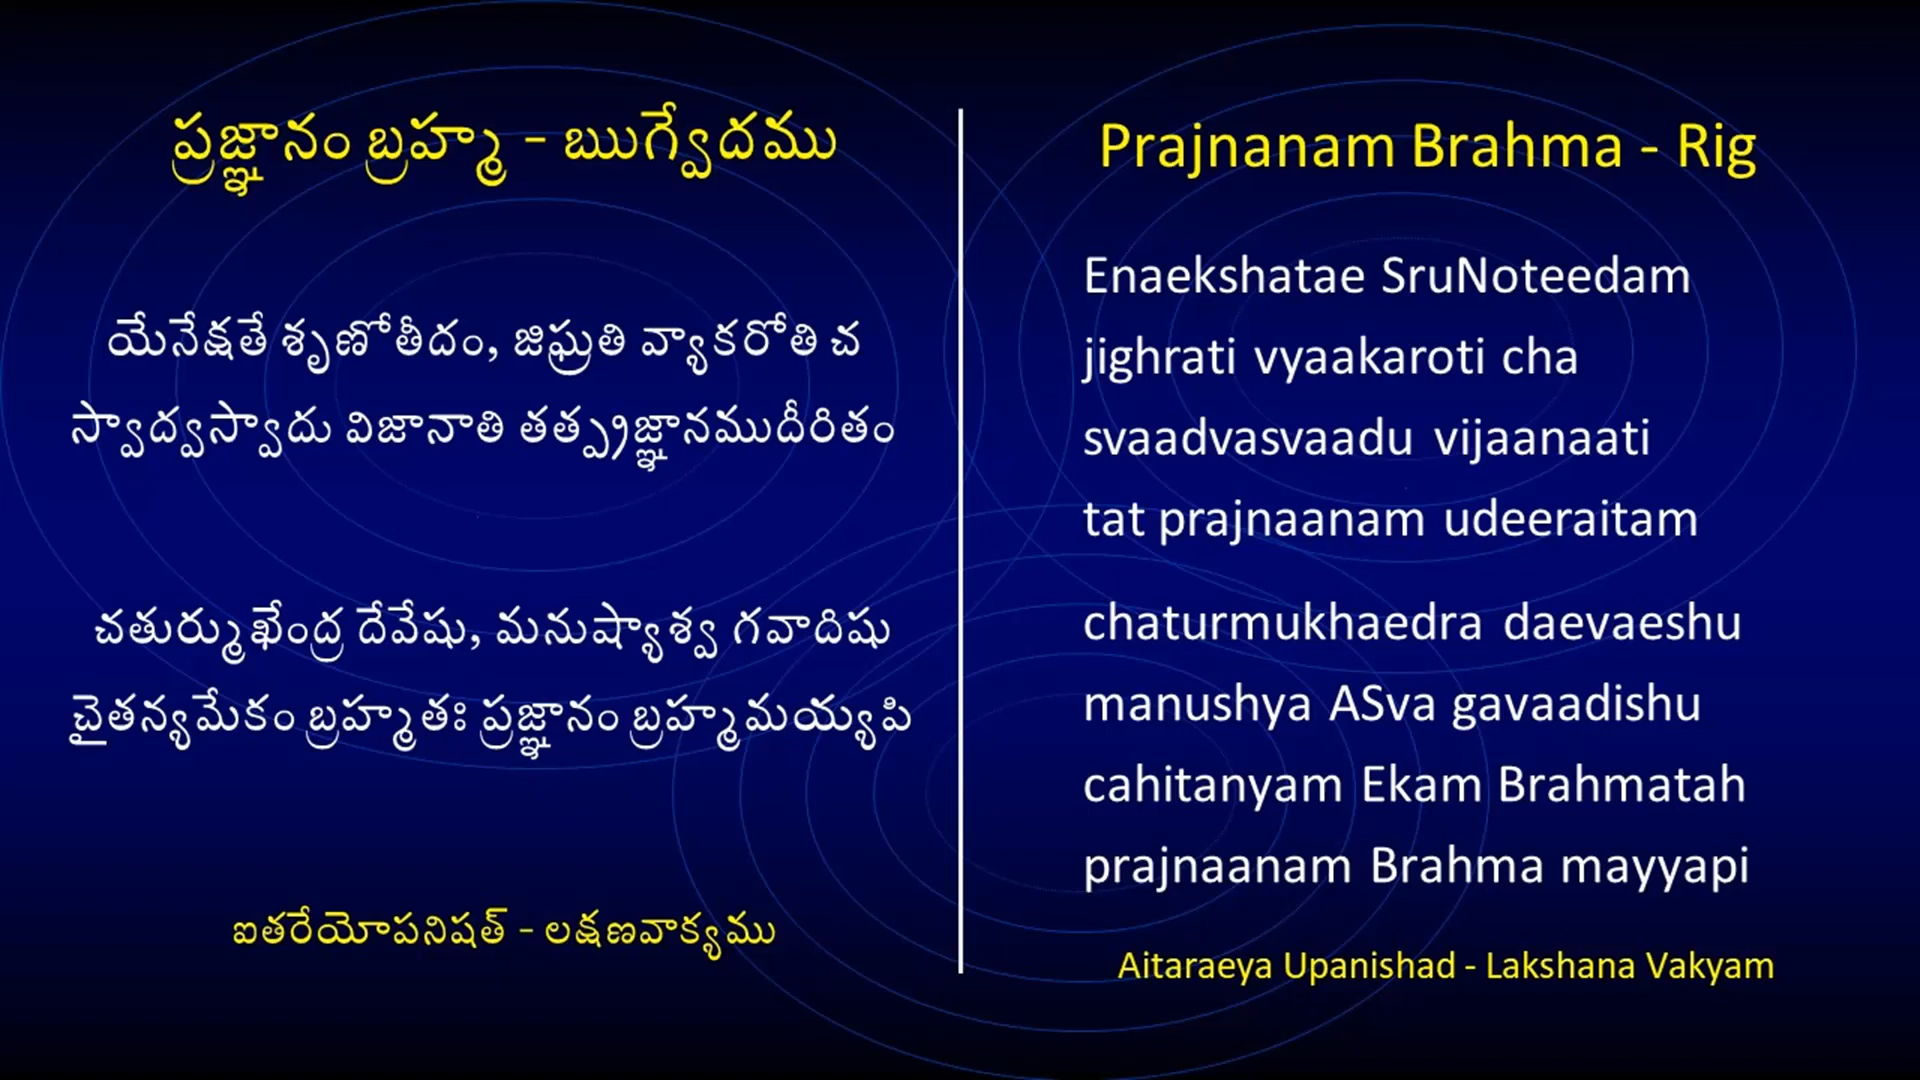 ప్రజ్ఞానం బ్రహ్మ - ఋగ్వేదము
యేనేక్షతే శృణోతీదం, జిఘ్రతి వ్యాకరోతి చ
స్వాద్వస్వాదు విజానాతి తత్ప్రజ్ఞానముదీరితం
చతుర్ముఖేంద్ర దేవేషు, మనుష్యాశ్వ గవాదిషు
చైతన్యమేకం బ్రహ్మతః ప్రజ్ఞానం బ్రహ్మమయ్యపి
ఐతరేయోపనిషత్ - లక్షణవాక్యము
Prajnanam Brahma - Rig
Enaekshatae SruNoteedam
jighrati vyaakaroti cha
svaadvasvaadu vijaanaati
tat prajnaanam udeeraitam
chaturmukhaedra daevaeshu
manushya ASva gavaadishu
cahitanyam Ekam Brahmatah
prajnaanam Brahma mayyapi
Aitaraeya Upanishad - Lakshana Vakyam